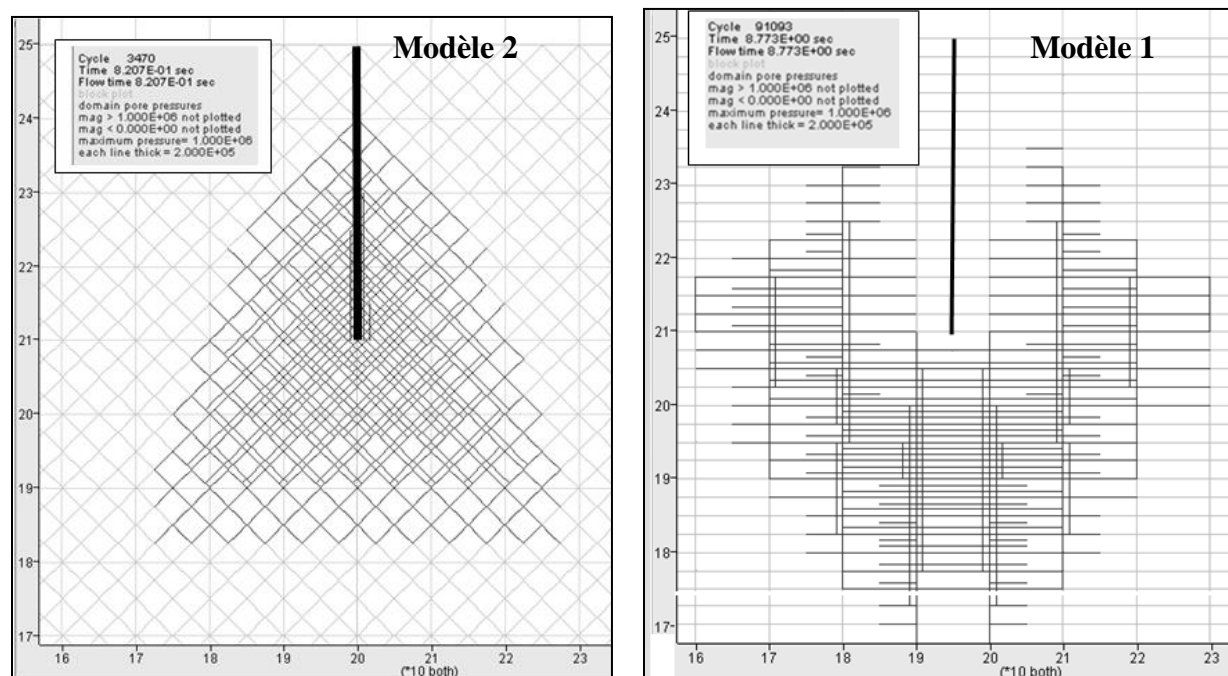 Modèle 2
Cycle 3470
Time 8.207E-01 sec
Flow time 8.207E-01 sec
block plot
domain pore pressures
mag > 1.000E+06 not plotted
mag < 0.000E+00 not plotted
maximum pressure= 1.000E+06
each line thick = 2.000E+05
25
24
23
22
21
20
19
18
17
16 17 18 19 20 21 22 23
(*10 both)
Modèle 1
Cycle 91093
Time 8.773E+00 sec
Flow time 8.773E+00 sec
block plot
domain pore pressures
mag > 1.000E+06 not plotted
mag < 0.000E+00 not plotted
maximum pressure= 1.000E+06
each line thick = 2.000E+05
25
24
23
22
21
20
19
18
17
16 17 18 19 20 21 22 23
(*10 both)